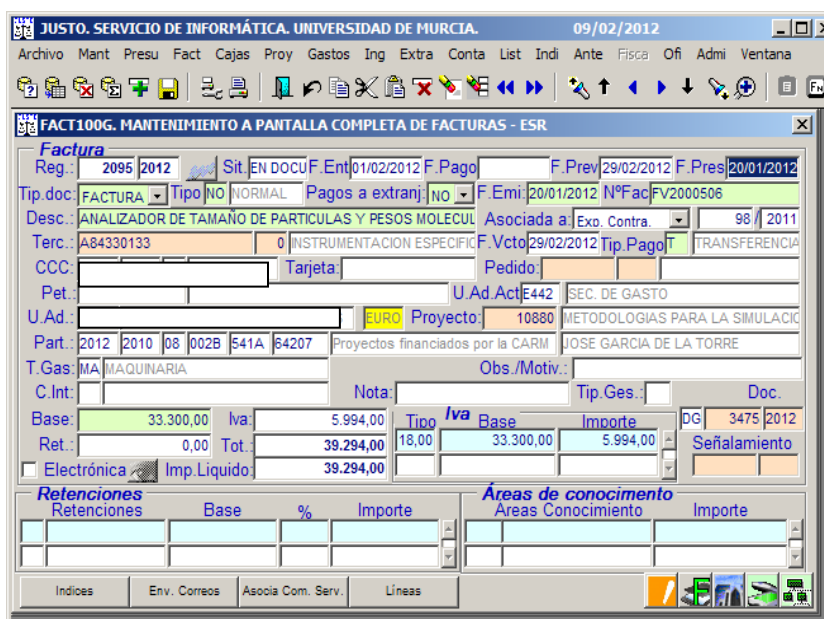 JUSTO. SERVICIO DE INFORMÁTICA. UNIVERSIDAD DE MURCIA. 09/02/2012
Archivo Mant Presu Fact Cajas Proy Gastos Ing Extra Conta List Indi Ante Fisca Ofi Admi Ventana
FACT100G. MANTENIMIENTO A PANTALLA COMPLETA DE FACTURAS - ESR
Factura
Reg.: 2095 2012 Sit. EN DOCU F.Ent 01/02/2012 F.Pago F.Prev 29/02/2012 F.Pres 20/01/2012
Tip.doc: FACTURA Tipo NO NORMAL Pagos a extranj: NO F.Emi: 20/01/2012 NºFac FV2000506
Desc.: ANALIZADOR DE TAMAÑO DE PARTICULAS Y PESOS MOLECUL Asociada a: Exp. Contra. 98 / 2011
Terc.: A84330133 0 INSTRUMENTACION ESPECIFIC F.Vcto 29/02/2012 Tip.Pago T TRANSFERENCIA
CCC: Tarjeta: Pedido:
Pet.: U.Ad.Act E442 SEC. DE GASTO
U.Ad.: EURO Proyecto: 10880 METODOLOGIAS PARA LA SIMULACIO
Part.: 2012 2010 08 002B 541A 64207 Proyectos financiados por la CARM JOSE GARCIA DE LA TORRE
T.Gas: MA MAQUINARIA Obs./Motiv.:
C.Int: Nota: Tip.Ges.: Doc.
Base: 33.300,00 Iva: 5.994,00 Iva Tipo Base Importe DG 3475 2012
Ret.: 0,00 Tot.: 39.294,00 18,00 33.300,00 5.994,00 Señalamiento
Electrónica Imp.Liquido: 39.294,00
Retenciones Áreas de conocimento
Retenciones Base % Importe Areas Conocimiento Importe
Indices Env. Correos Asocia Com. Serv. Líneas